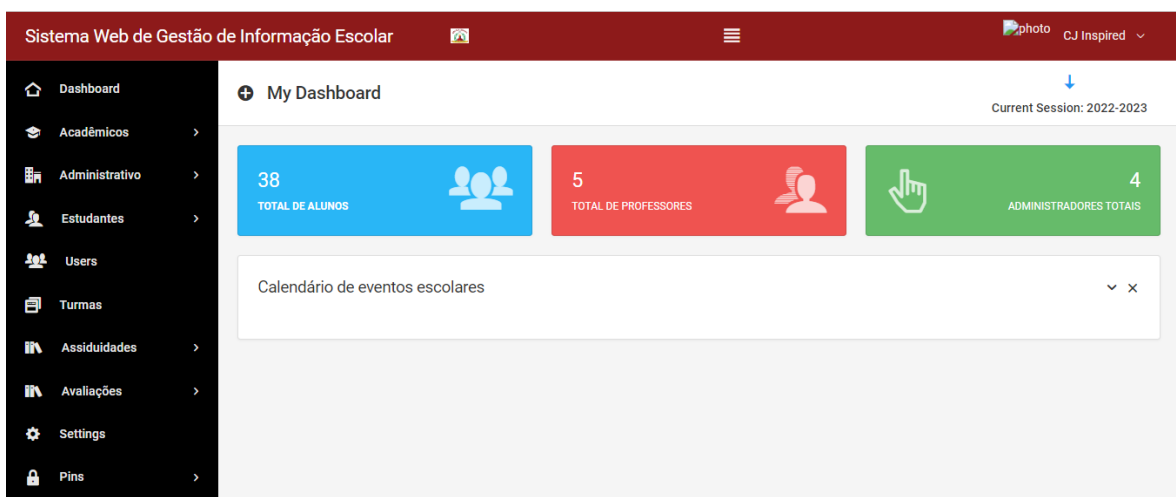 Sistema Web de Gestão de Informação Escolar
photo
CJ Inspired
Dashboard
Acadêmicos
Administrativo
Estudantes
Users
Turmas
Assiduidades
Avaliações
Settings
Pins
My Dashboard
Current Session: 2022-2023
38
TOTAL DE ALUNOS
5
TOTAL DE PROFESSORES
4
ADMINISTRADORES TOTAIS
Calendário de eventos escolares